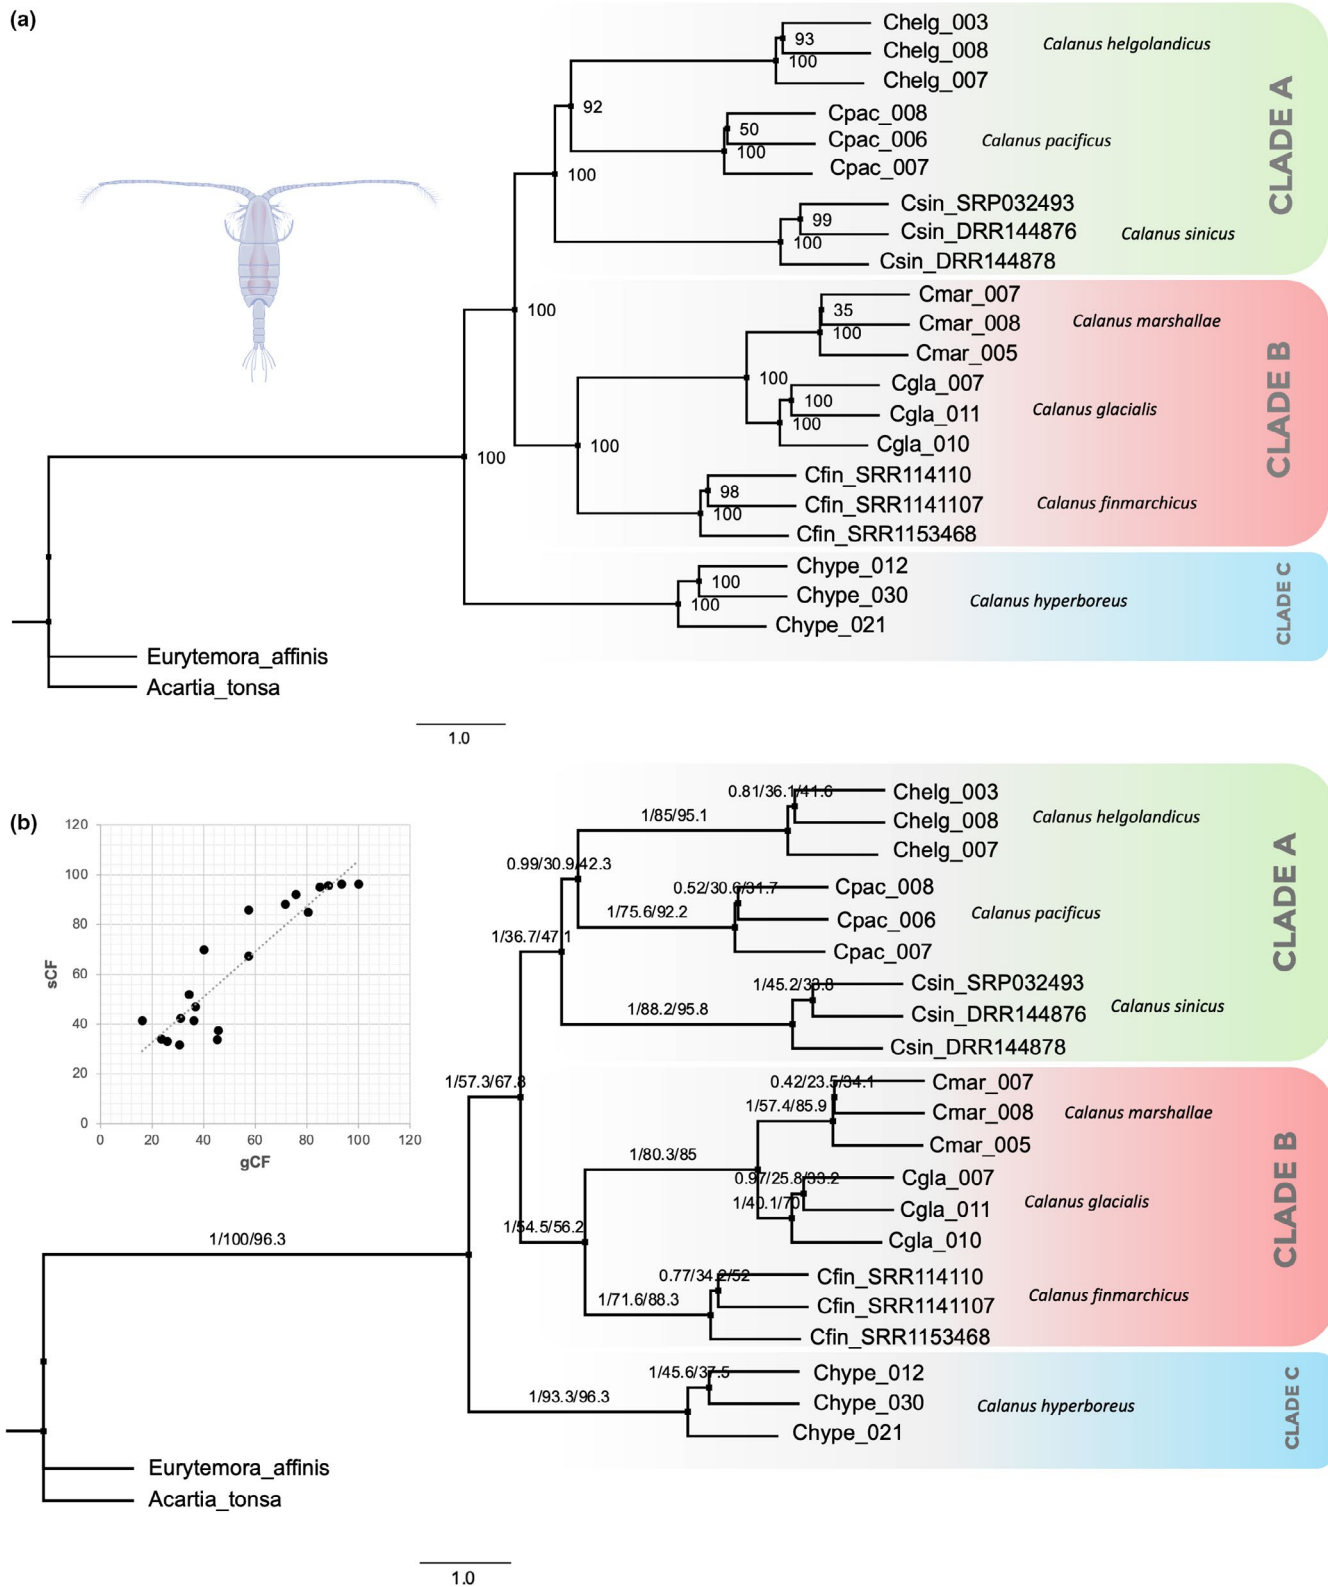 (a)
Chelg_003
93
Chelg_008
Calanus helgolandicus
100
Chelg_007
92
Cpac_008
50
Cpac_006
Calanus pacificus
100
Cpac_007
100
CLADE A
Csin_SRP032493
99
Csin_DRR144876
Calanus sinicus
100
Csin_DRR144878
Cmar_007
100
35
Cmar_008
Calanus marshallae
100
Cmar_005
100
Cgla_007
100
Cgla_011
Calanus glacialis
100
Cgla_010
100
CLADE B
100
Cfin_SRR114110
98
Cfin_SRR1141107
Calanus finmarchicus
100
Cfin_SRR1153468
Chype_012
100
Chype_030
Calanus hyperboreus
100
Chype_021
CLADE C
Eurytemora_affinis
Acartia_tonsa
1.0
(b)
120
100
80
60
40
20
0
sCF
0 20 40 60 80 100 120
gCF
0.81/36.1/41.6
Chelg_003
1/85/95.1
Chelg_008
Calanus helgolandicus
Chelg_007
0.99/30.9/42.3
0.52/30.6/31.7
Cpac_008
1/75.6/92.2
Cpac_006
Calanus pacificus
1/36.7/47.1
Cpac_007
CLADE A
1/45.2/33.8
Csin_SRP032493
1/88.2/95.8
Csin_DRR144876
Calanus sinicus
Csin_DRR144878
1/57.3/67.8
0.42/23.5/34.1
Cmar_007
1/57.4/85.9
Cmar_008
Calanus marshallae
Cmar_005
1/80.3/85
0.97/25.8/33.2
Cgla_007
1/40.1/70
Cgla_011
Calanus glacialis
1/54.5/56.2
Cgla_010
CLADE B
0.77/34.2/52
Cfin_SRR114110
1/71.6/88.3
Cfin_SRR1141107
Calanus finmarchicus
Cfin_SRR1153468
1/100/96.3
1/45.6/37.5
Chype_012
1/93.3/96.3
Chype_030
Calanus hyperboreus
Chype_021
CLADE C
Eurytemora_affinis
Acartia_tonsa
1.0